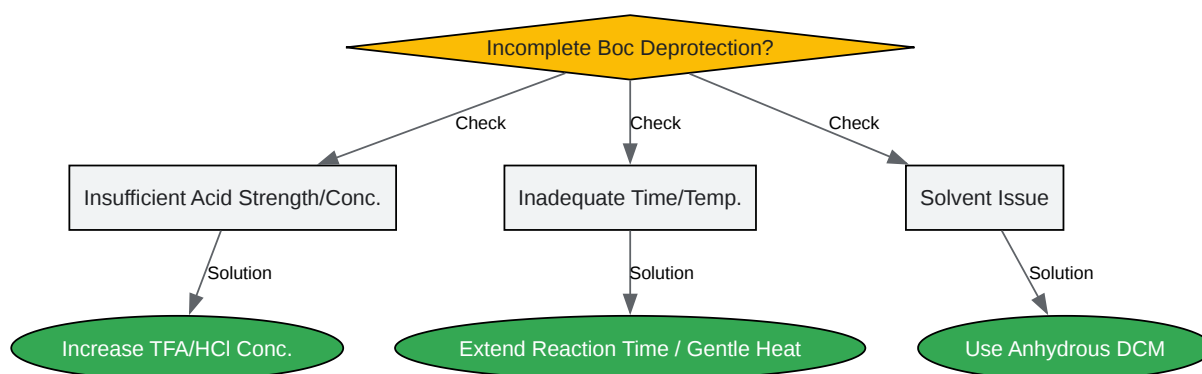 Incomplete Boc Deprotection?
Check
Check
Check
Insufficient Acid Strength/Conc.
Inadequate Time/Temp.
Solvent Issue
Solution
Solution
Solution
Increase TFA/HCl Conc.
Extend Reaction Time / Gentle Heat
Use Anhydrous DCM